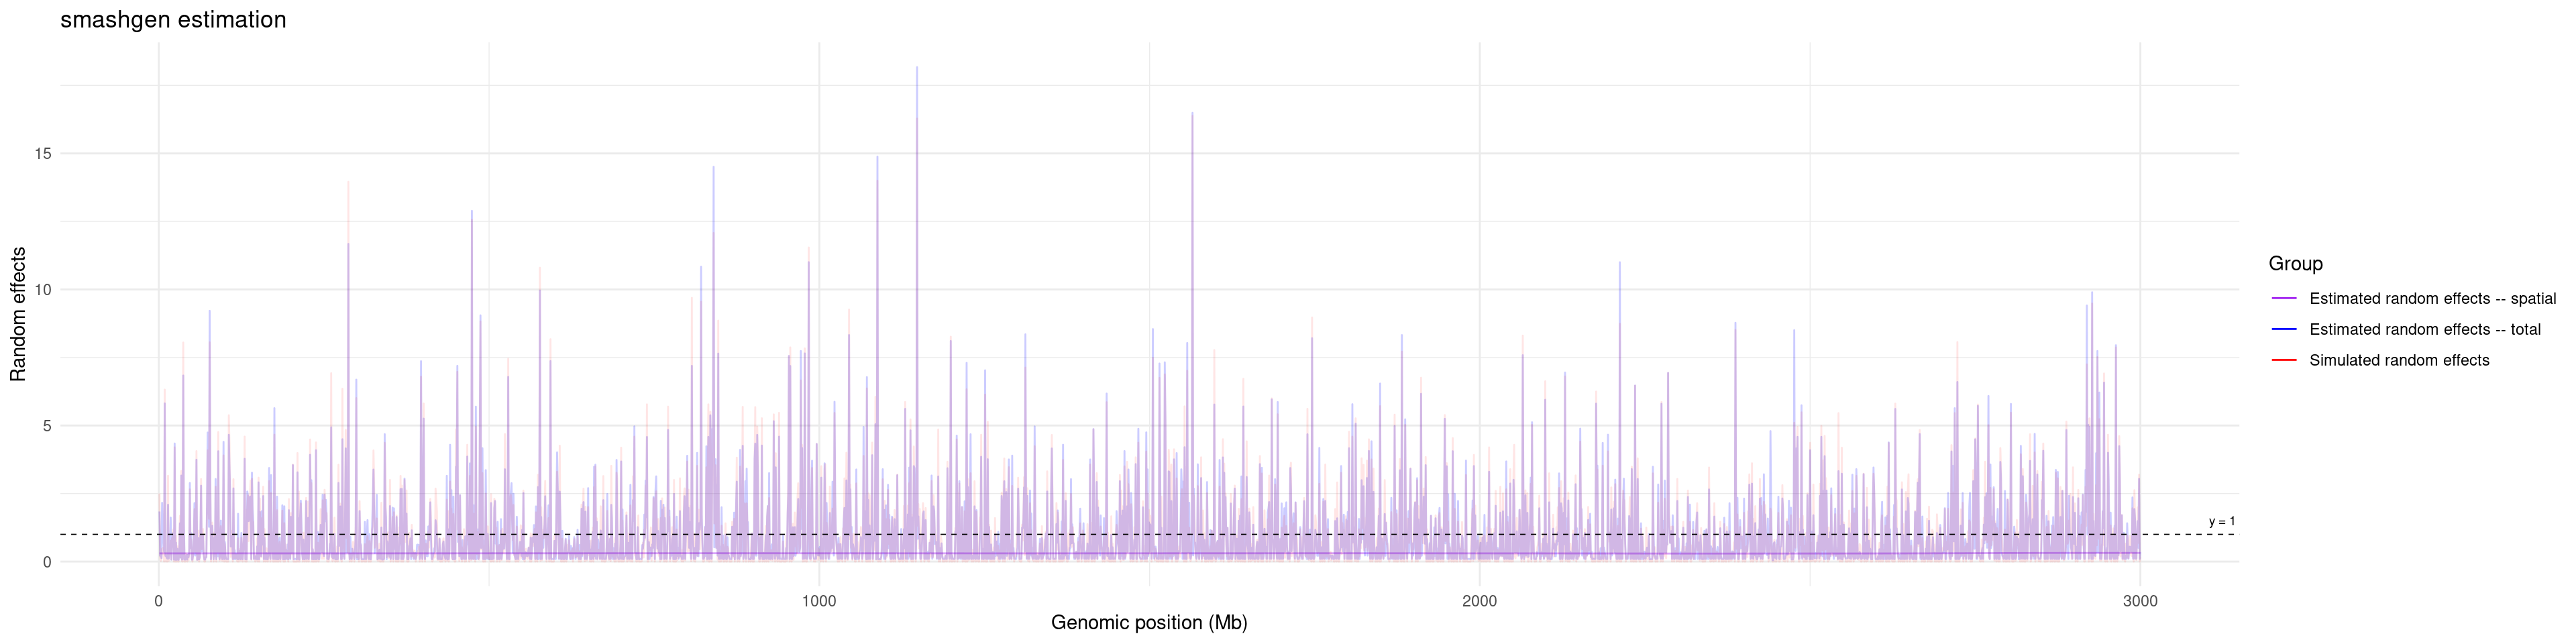 smashgen estimation
Random effects
15
10
5
0
y = 1
0
1000
2000
3000
Genomic position (Mb)
Group
Estimated random effects -- spatial
Estimated random effects -- total
Simulated random effects